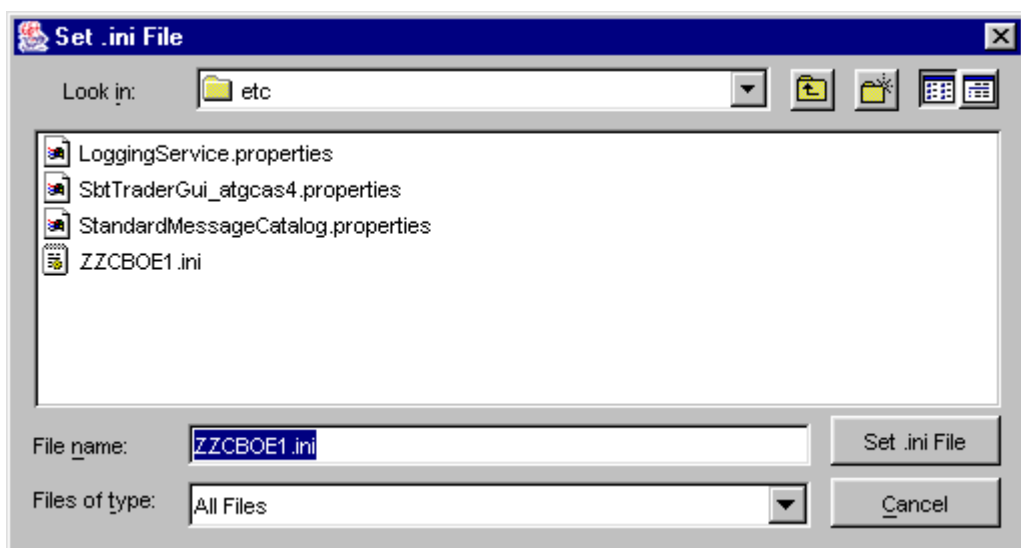 Set .ini File
Look in: etc
LoggingService.properties
SbtTraderGui_atgcas4.properties
StandardMessageCatalog.properties
ZZCBOE1.ini
File name: ZZCBOE1.ini Set .ini File
Files of type: All Files Cancel